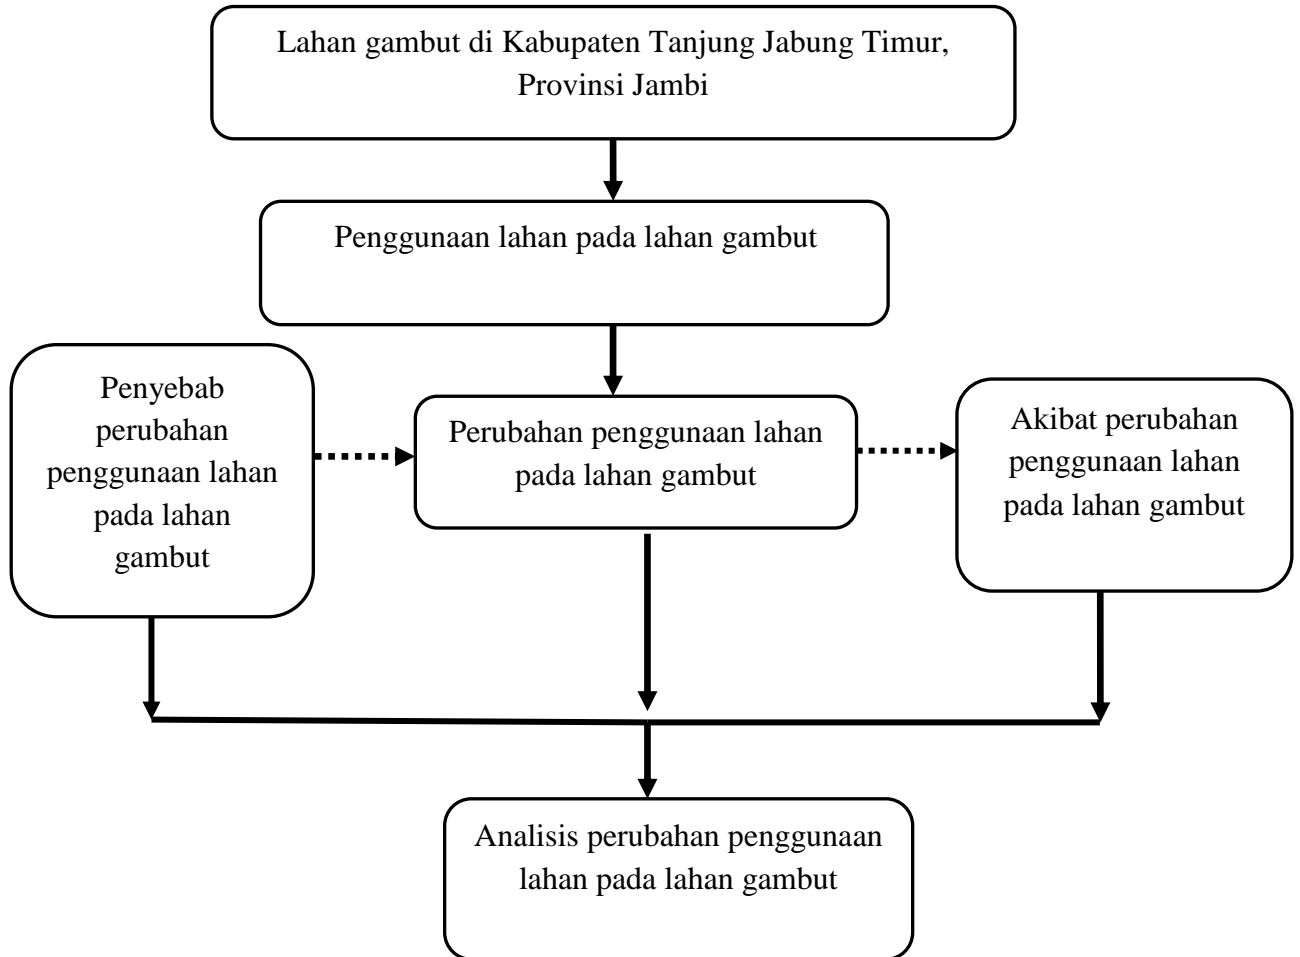 Lahan gambut di Kabupaten Tanjung Jabung Timur,
Provinsi Jambi
Penggunaan lahan pada lahan gambut
Penyebab
perubahan
penggunaan lahan
pada lahan
gambut
Perubahan penggunaan lahan
pada lahan gambut
Akibat perubahan
penggunaan lahan
pada lahan gambut
Analisis perubahan penggunaan
lahan pada lahan gambut